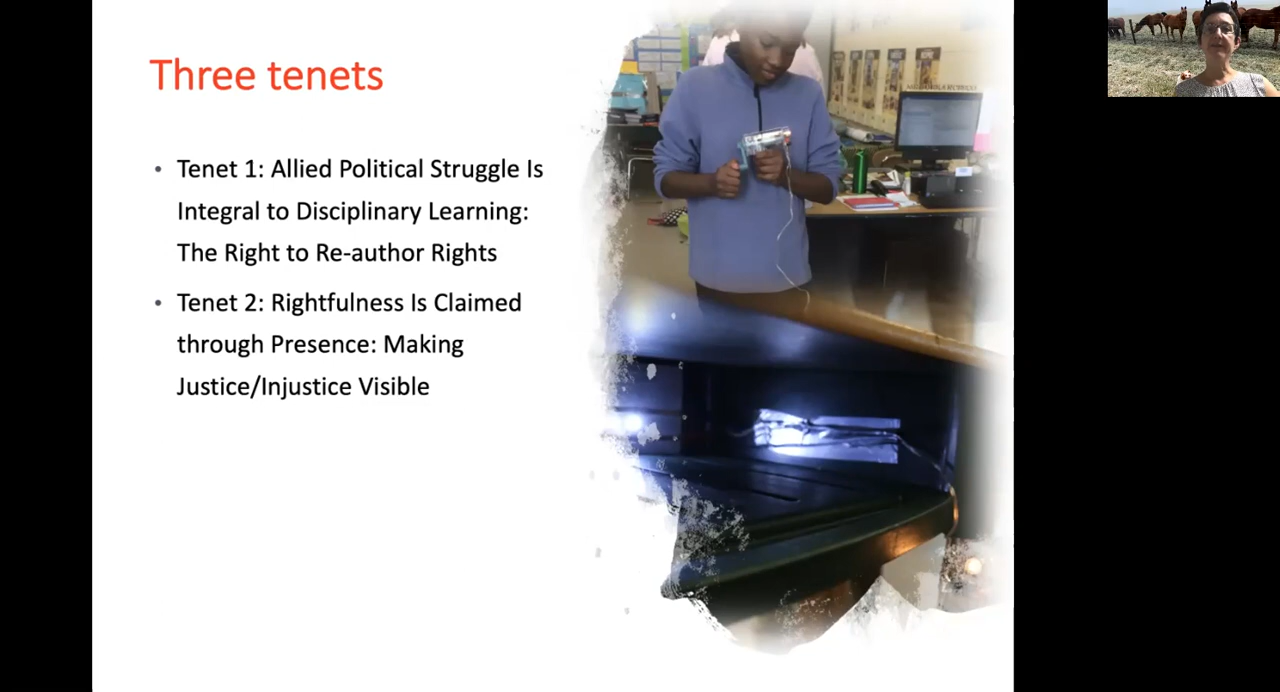 Three tenets
• Tenet 1: Allied Political Struggle Is
Integral to Disciplinary Learning:
The Right to Re-author Rights
• Tenet 2: Rightfulness Is Claimed
through Presence: Making
Justice/Injustice Visible